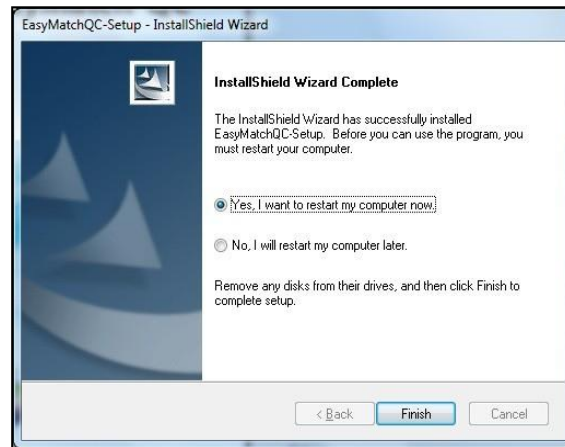 EasyMatchQC-Setup - InstallShield Wizard
InstallShield Wizard Complete
The InstallShield Wizard has successfully installed
EasyMatchQC-Setup. Before you can use the program, you
must restart your computer.
Yes, I want to restart my computer now.
No, I will restart my computer later.
Remove any disks from their drives, and then click Finish to
complete setup.
< Back
Finish
Cancel